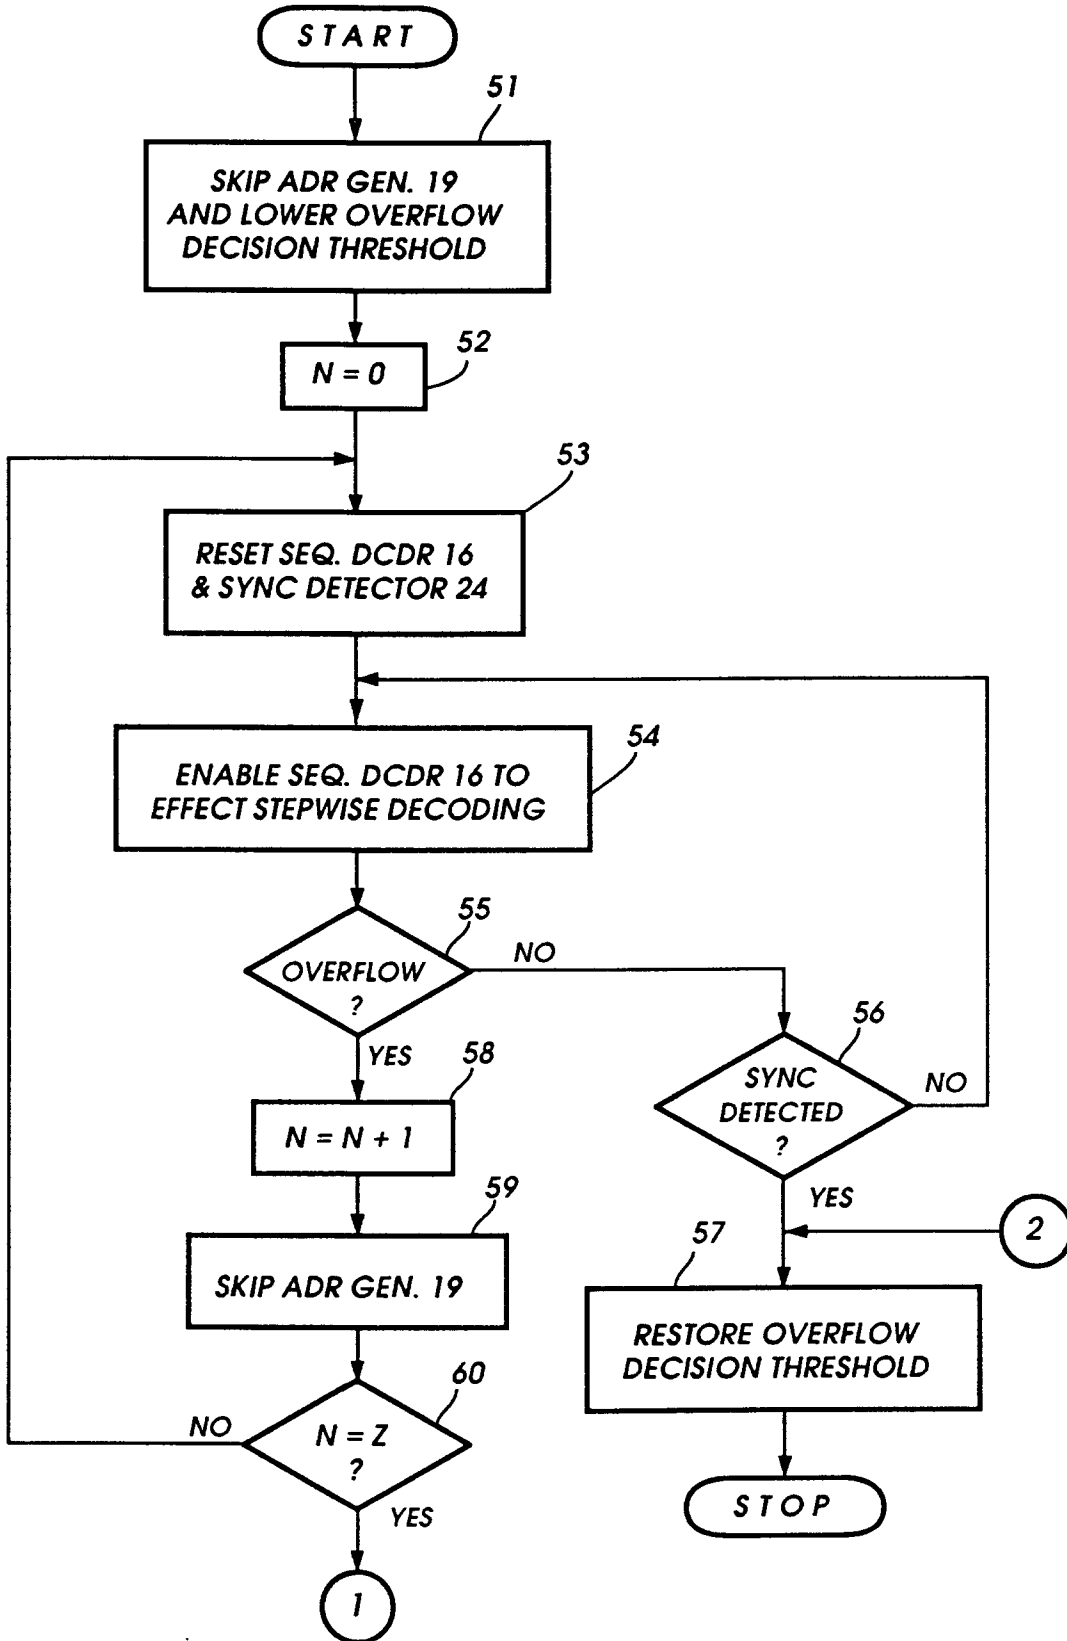 START
51
SKIP ADR GEN. 19
AND LOWER OVERFLOW
DECISION THRESHOLD
52
N = 0
53
RESET SEQ. DCDR 16
& SYNC DETECTOR 24
54
ENABLE SEQ. DCDR 16 TO
EFFECT STEPWISE DECODING
55
OVERFLOW
?
NO
YES
56
SYNC
DETECTED
?
NO
YES
58
N = N + 1
59
SKIP ADR GEN. 19
2
57
RESTORE OVERFLOW
DECISION THRESHOLD
60
N = Z
?
NO
YES
STOP
1